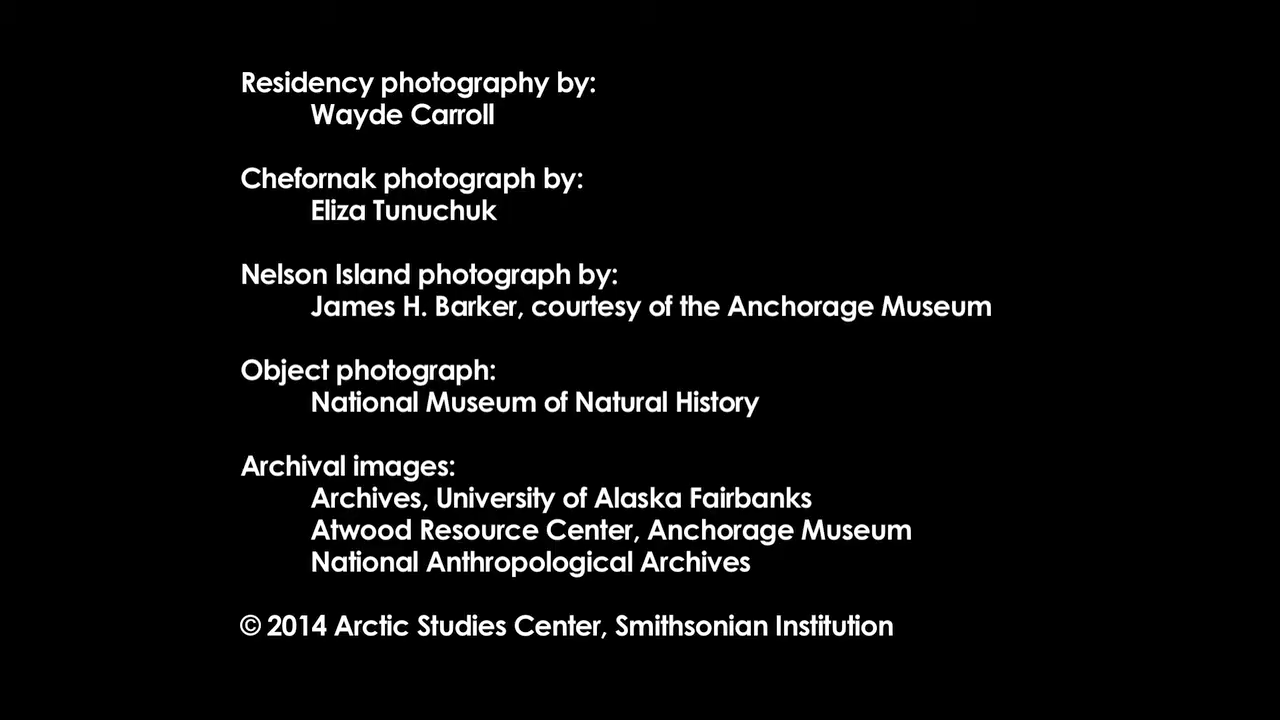 Residency photography by:
Wayde Carroll
Chefornak photograph by:
Eliza Tunuchuk
Nelson Island photograph by:
James H. Barker, courtesy of the Anchorage Museum
Object photograph:
National Museum of Natural History
Archival images:
Archives, University of Alaska Fairbanks
Atwood Resource Center, Anchorage Museum
National Anthropological Archives
© 2014 Arctic Studies Center, Smithsonian Institution